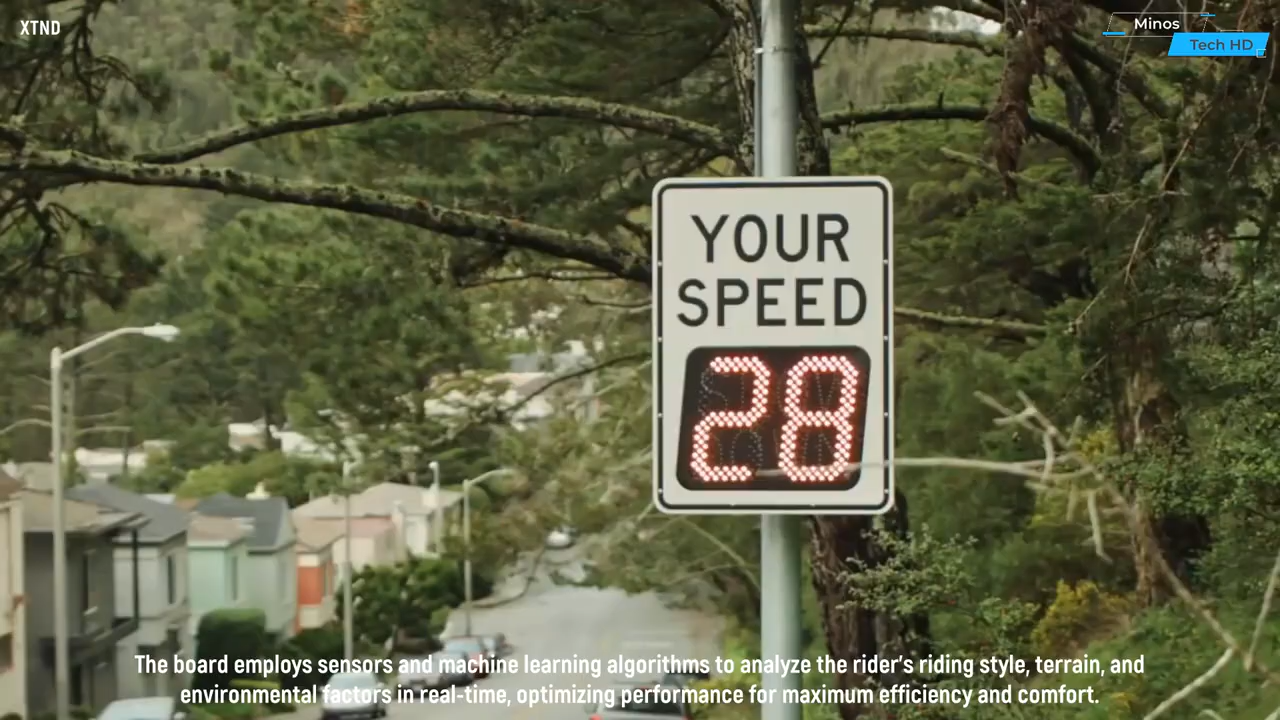 XTND
Minos
Tech HD
YOUR
SPEED
28
The board employs sensors and machine learning algorithms to analyze the rider's riding style, terrain, and
environmental factors in real-time, optimizing performance for maximum efficiency and comfort.